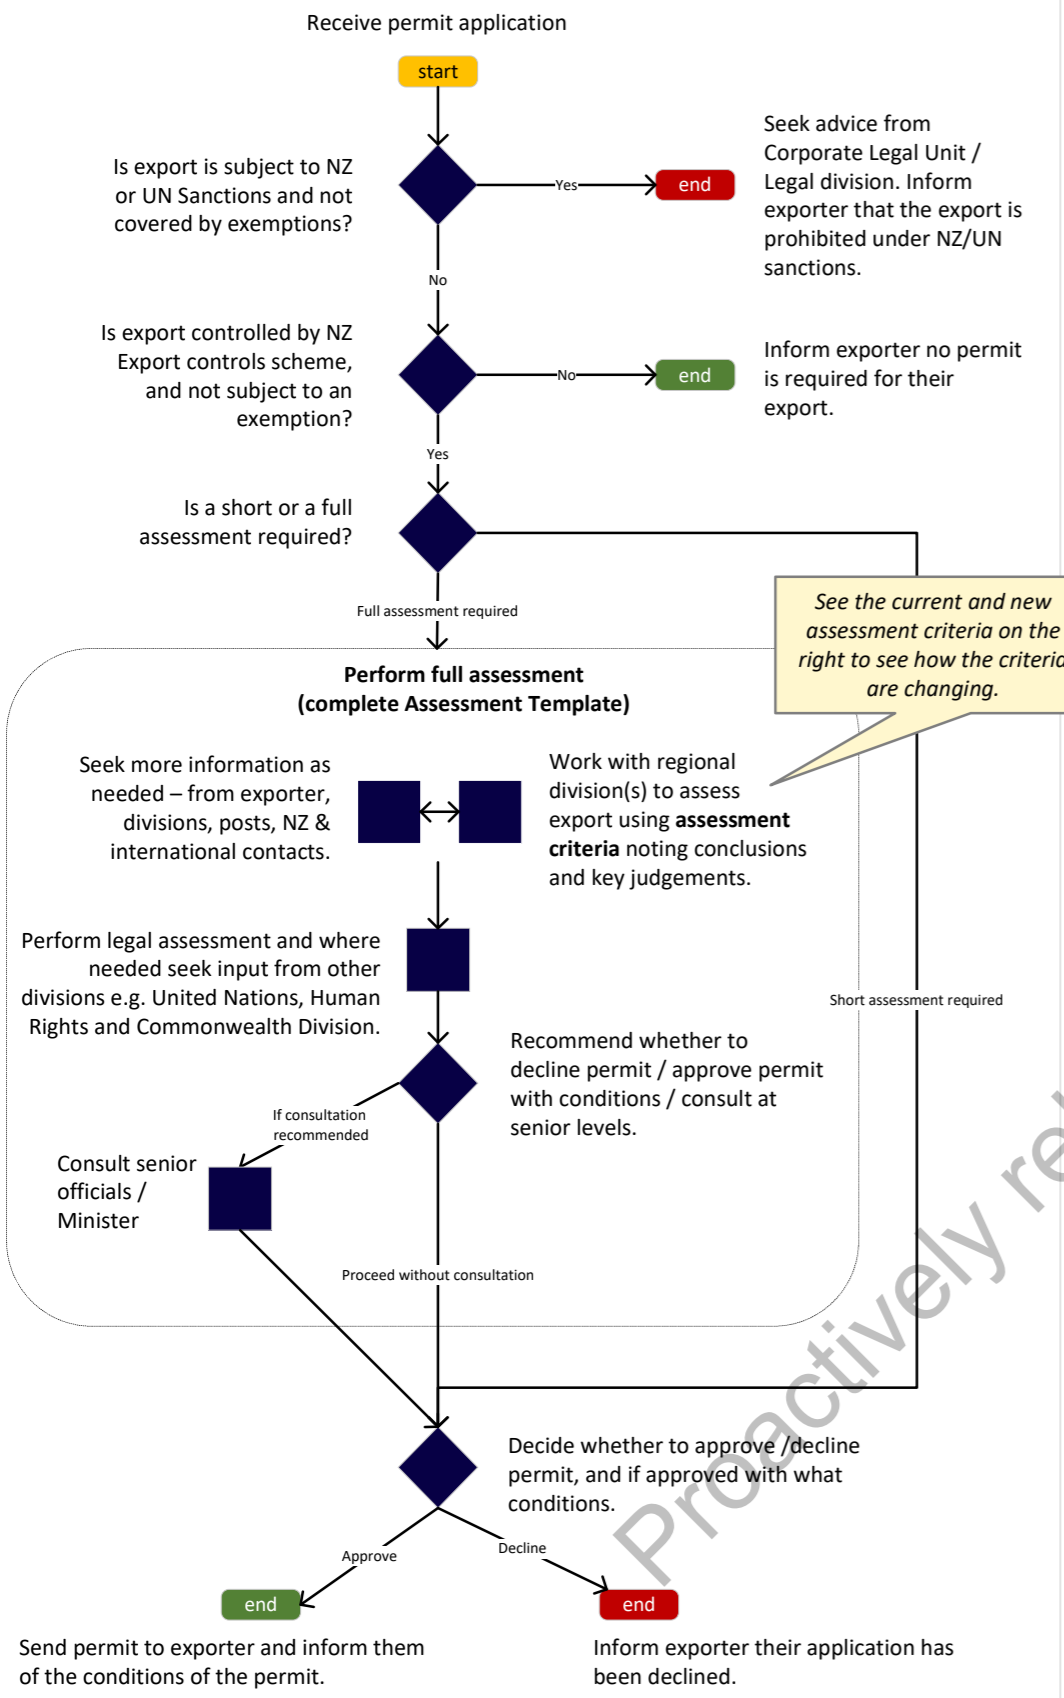 Receive permit application
start
Is export is subject to NZ
or UN Sanctions and not
covered by exemptions?
Yes
end
Seek advice from
Corporate Legal Unit /
Legal division. Inform
exporter that the export is
prohibited under NZ/UN
sanctions.
No
Is export controlled by NZ
Export controls scheme,
and not subject to an
exemption?
No
end
Inform exporter no permit
is required for their
export.
Yes
Is a short or a full
assessment required?
Full assessment required
See the current and new
assessment criteria on the
right to see how the criteria
are changing.
Perform full assessment
(complete Assessment Template)
Seek more information as
needed – from exporter,
divisions, posts, NZ &
international contacts.
Work with regional
division(s) to assess
export using assessment
criteria noting conclusions
and key judgements.
Perform legal assessment and where
needed seek input from other
divisions e.g. United Nations, Human
Rights and Commonwealth Division.
Short assessment required
Recommend whether to
decline permit / approve permit
with conditions / consult at
senior levels.
If consultation
recommended
Consult senior
officials /
Minister
Proceed without consultation
Decide whether to approve /decline
permit, and if approved with what
conditions.
Approve
Decline
end
end
Send permit to exporter and inform them
of the conditions of the permit.
Inform exporter their application has
been declined.
Proactively